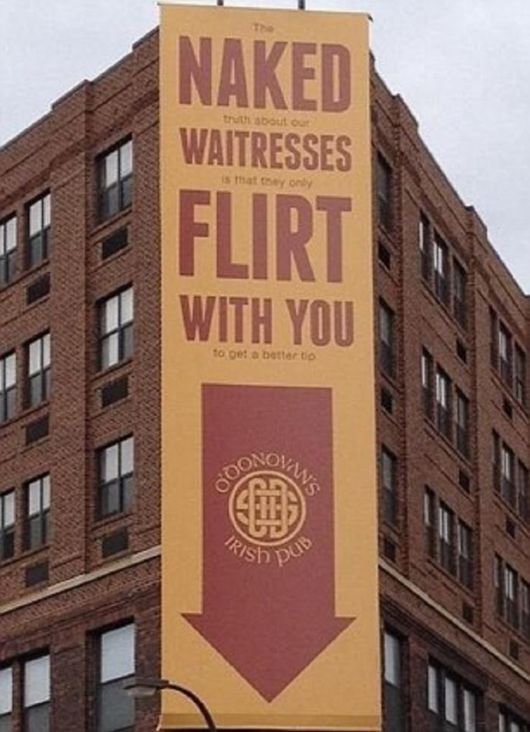 The
NAKED
truth about our
WAITRESSES
is that they only
FLIRT
WITH YOU
to get a better tip
O'DONOVAN'S
IRISH PUB